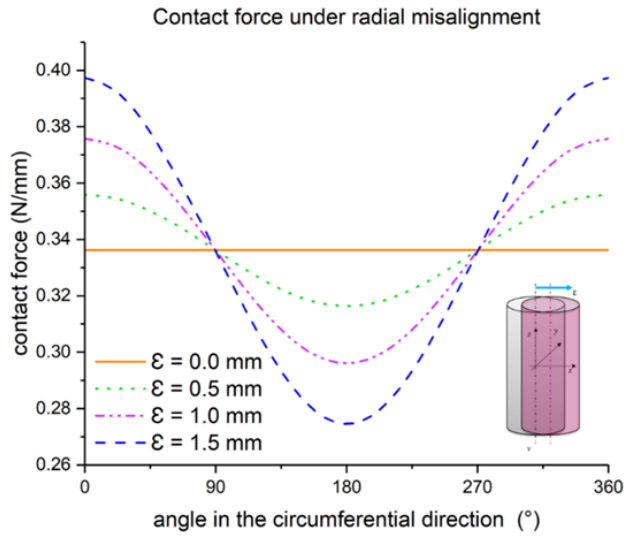 Contact force under radial misalignment
contact force (N/mm)
0.40
0.38
0.36
0.34
0.32
0.30
0.28
0.26
Ɛ = 0.0 mm
Ɛ = 0.5 mm
Ɛ = 1.0 mm
Ɛ = 1.5 mm
ε
z
y
x
0 90 180 270 360
angle in the circumferential direction (°)